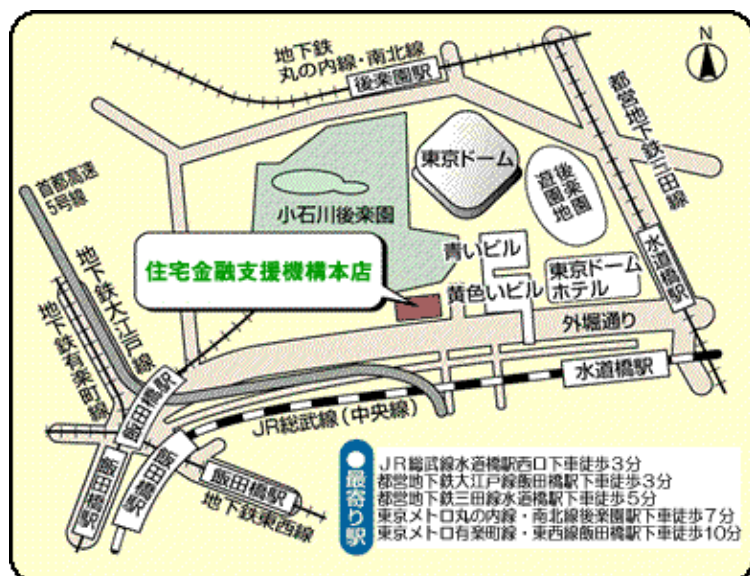 地下鉄
丸の内線・南北線
後楽園駅
N
都営地下鉄三田線
首都高速
5号線
東京ドーム
後楽園
遊園地
小石川後楽園
青いビル
住宅金融支援機構本店
黄色いビル
東京ドーム
ホテル
水道橋駅
外堀通り
地下鉄大江戸線
地下鉄有楽町線
水道橋駅
飯田橋駅
JR総武線(中央線)
飯田橋駅
飯田橋駅
飯田橋駅
地下鉄東西線
●最寄り駅
JR総武線水道橋駅西口下車徒歩3分
都営地下鉄大江戸線飯田橋駅下車徒歩3分
都営地下鉄三田線水道橋駅下車徒歩5分
東京メトロ丸の内線・南北線後楽園駅下車徒歩7分
東京メトロ有楽町線・東西線飯田橋駅下車徒歩10分